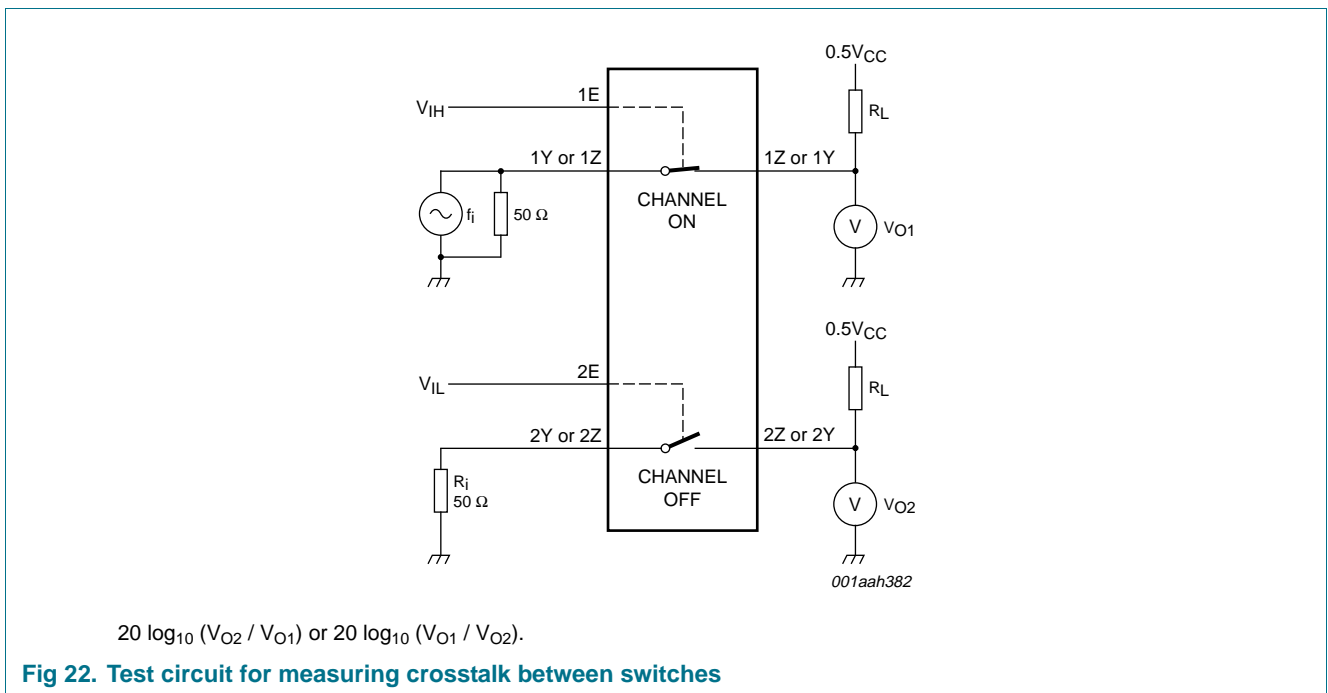 0.5VCC
1E
VIH
RL
1Y or 1Z
1Z or 1Y
CHANNEL
ON
fi
50 Ω
V
VO1
0.5VCC
2E
VIL
RL
2Y or 2Z
2Z or 2Y
CHANNEL
OFF
Ri
50 Ω
V
VO2
001aah382
20 log10 (VO2 / VO1) or 20 log10 (VO1 / VO2).
Fig 22. Test circuit for measuring crosstalk between switches